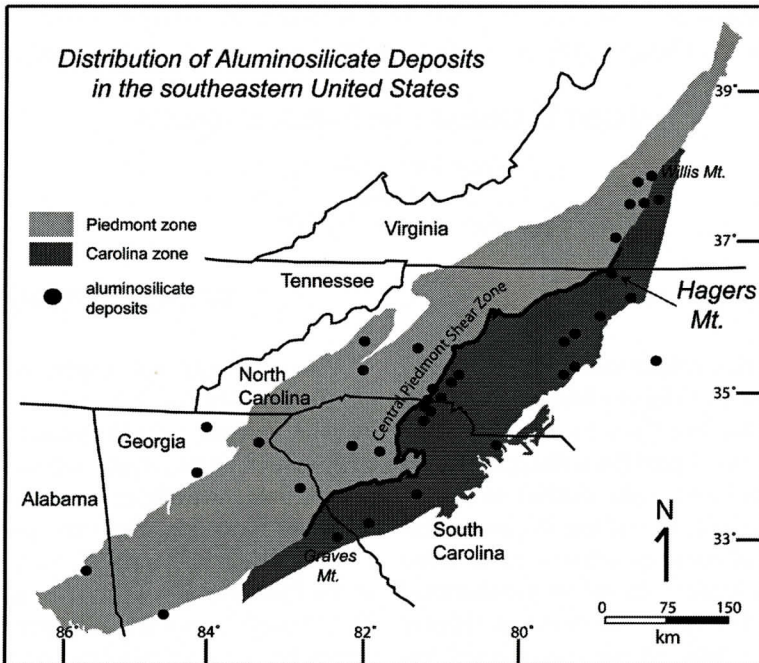 Distribution of Aluminosilicate Deposits
in the southeastern United States
39°
Willis Mt.
Piedmont zone
Virginia
Carolina zone
37°
aluminosilicate
deposits
Tennessee
Hagers
Mt.
Central Piedmont Shear Zone
North
Carolina
35°
Georgia
Alabama
N
South
Carolina
33°
Graves
Mt.
0 75 150
km
86° 84° 82° 80°